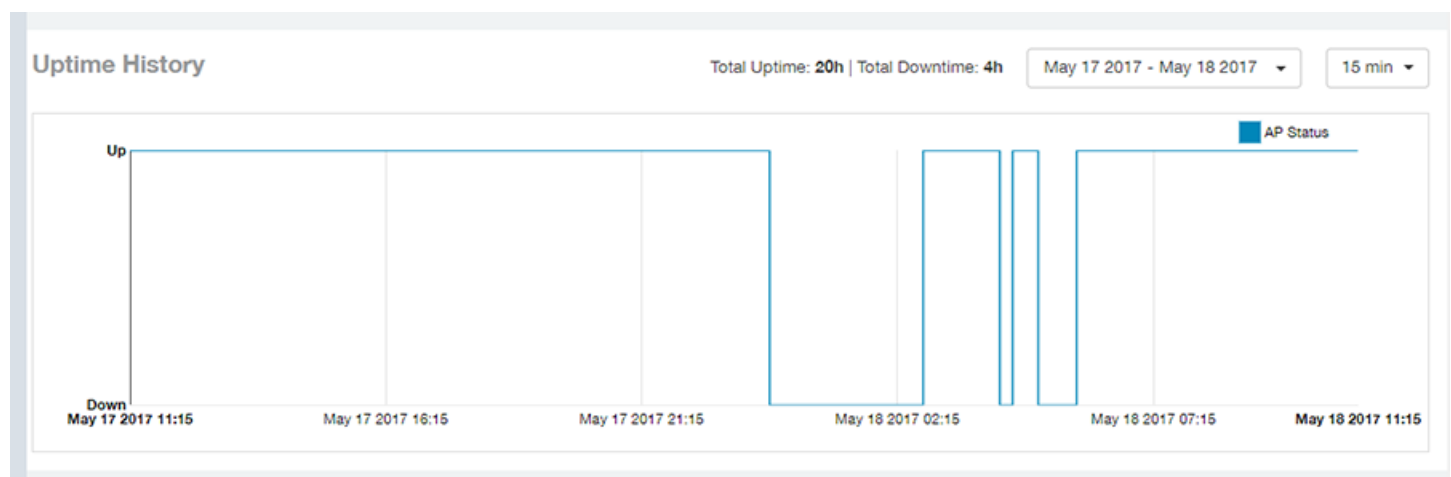 Uptime History
Total Uptime: 20h | Total Downtime: 4h
May 17 2017 - May 18 2017
15 min
AP Status
Up
Down
May 17 2017 11:15
May 17 2017 16:15
May 17 2017 21:15
May 18 2017 02:15
May 18 2017 07:15
May 18 2017 11:15